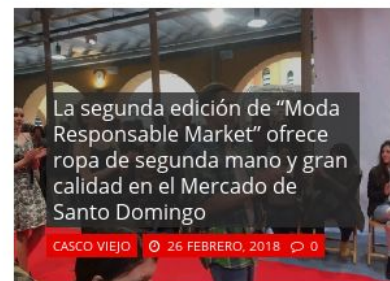 La segunda edición de “Moda
Responsable Market” ofrece
ropa de segunda mano y gran
calidad en el Mercado de
Santo Domingo
CASCO VIEJO 26 FEBRERO, 2018 0